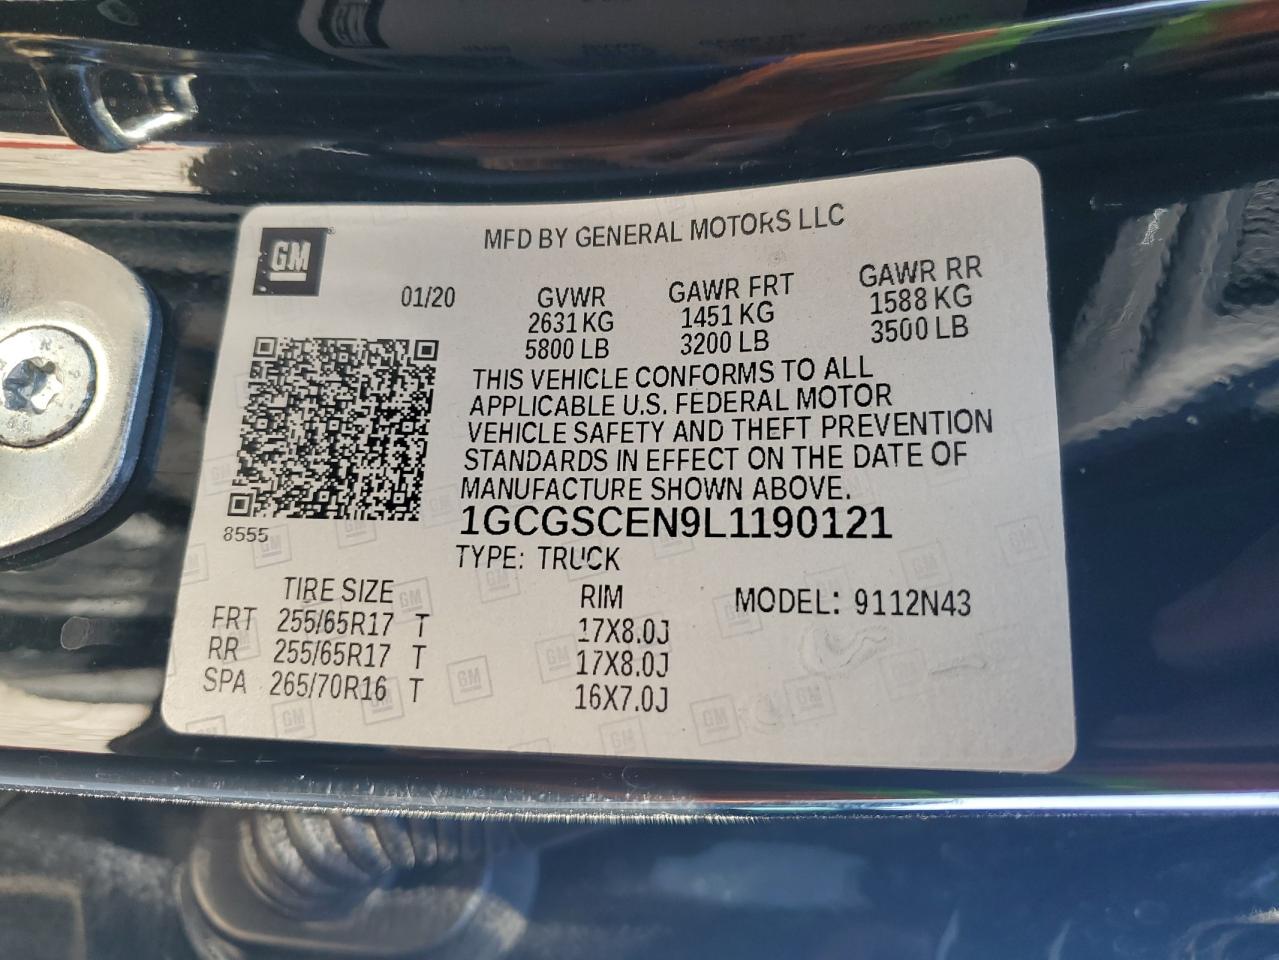 GM
MFD BY GENERAL MOTORS LLC
01/20
GVWR GAWR FRT GAWR RR
2631 KG 1451 KG 1588 KG
5800 LB 3200 LB 3500 LB
THIS VEHICLE CONFORMS TO ALL
APPLICABLE U.S. FEDERAL MOTOR
VEHICLE SAFETY AND THEFT PREVENTION
STANDARDS IN EFFECT ON THE DATE OF
MANUFACTURE SHOWN ABOVE.
1GCGSCEN9L1190121
8555
TYPE: TRUCK
TIRE SIZE RIM MODEL: 9112N43
FRT 255/65R17 T 17X8.0J
RR 255/65R17 T 17X8.0J
SPA 265/70R16 T 16X7.0J